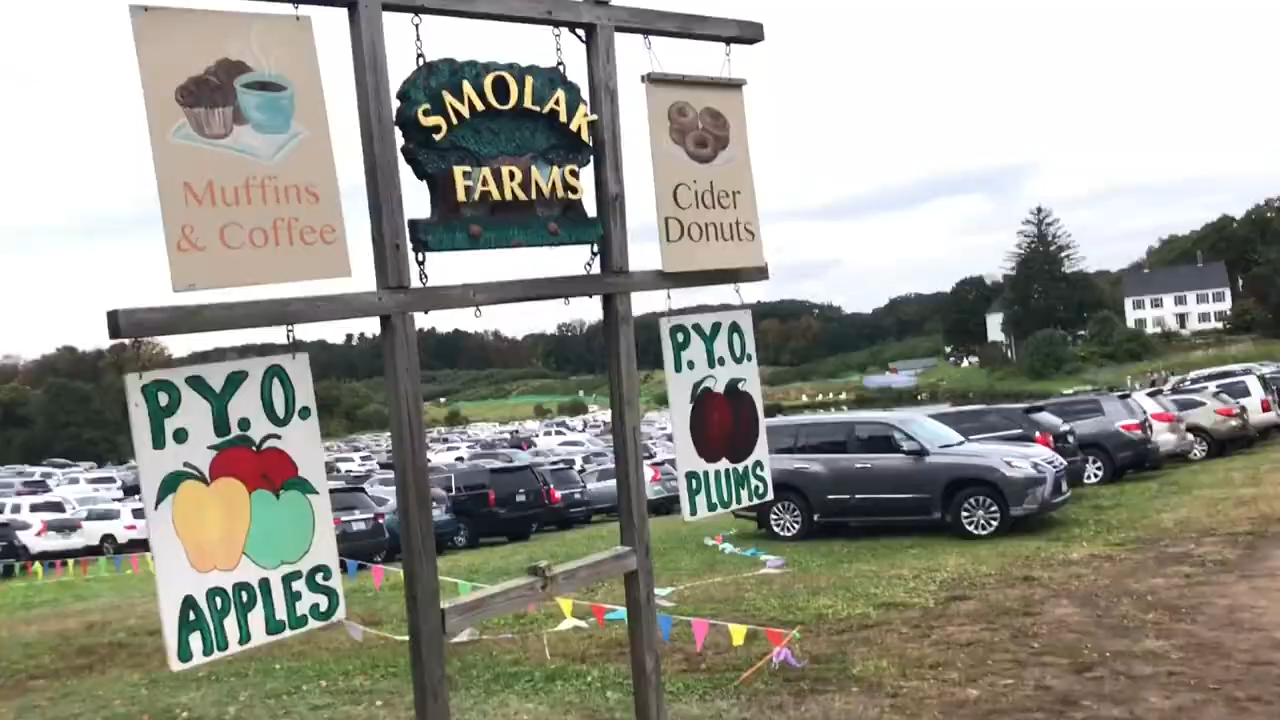 Muffins
& Coffee
SMOLAK
FARMS
Cider
Donuts
P.Y.O.
APPLES
P.Y.O.
PLUMS